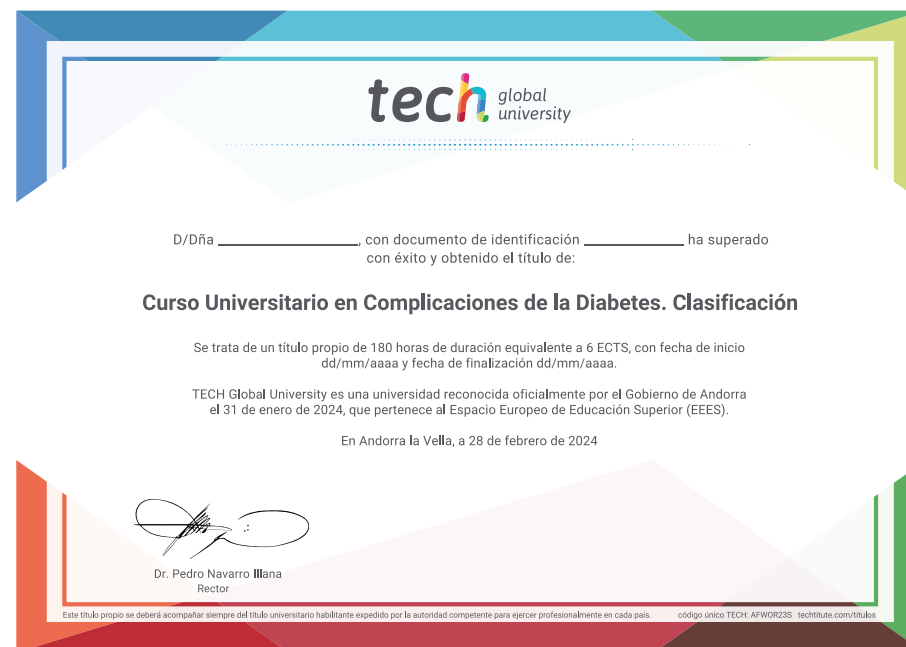 tech global university
D/Dña ______________, con documento de identificación __________ ha superado
con éxito y obtenido el título de:
Curso Universitario en Complicaciones de la Diabetes. Clasificación
Se trata de un título propio de 180 horas de duración equivalente a 6 ECTS, con fecha de inicio
dd/mm/aaaa y fecha de finalización dd/mm/aaaa.
TECH Global University es una universidad reconocida oficialmente por el Gobierno de Andorra
el 31 de enero de 2024, que pertenece al Espacio Europeo de Educación Superior (EEES).
En Andorra la Vella, a 28 de febrero de 2024
Dr. Pedro Navarro Illana
Rector
Este título propio se deberá acompañar siempre del título universitario habilitante expedido por la autoridad competente para ejercer profesionalmente en cada país. código único TECH: AFWOR23S techtitute.com/titulos